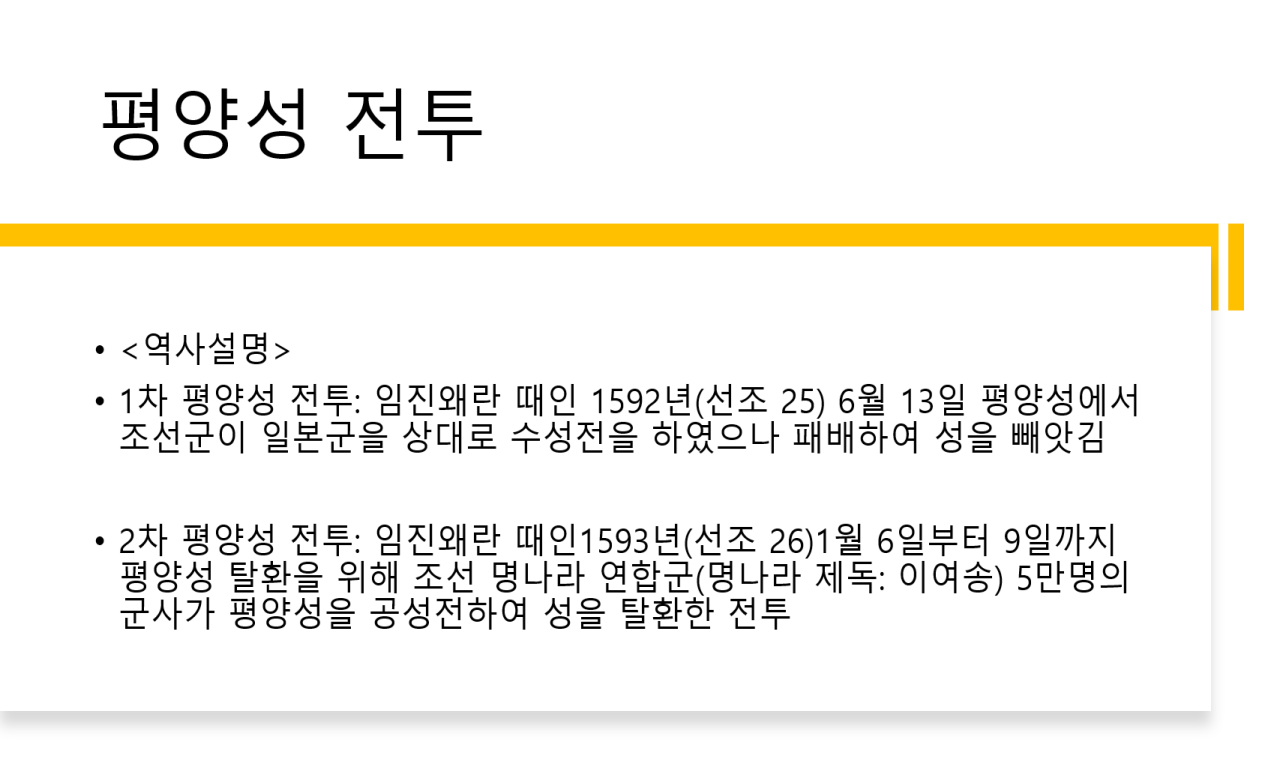 평양성 전투
• <역사설명>
• 1차 평양성 전투: 임진왜란 때인 1592년(선조 25) 6월 13일 평양성에서
조선군이 일본군을 상대로 수성전을 하였으나 패배하여 성을 빼앗김
• 2차 평양성 전투: 임진왜란 때인1593년(선조 26)1월 6일부터 9일까지
평양성 탈환을 위해 조선 명나라 연합군(명나라 제독: 이여송) 5만명의
군사가 평양성을 공성전하여 성을 탈환한 전투